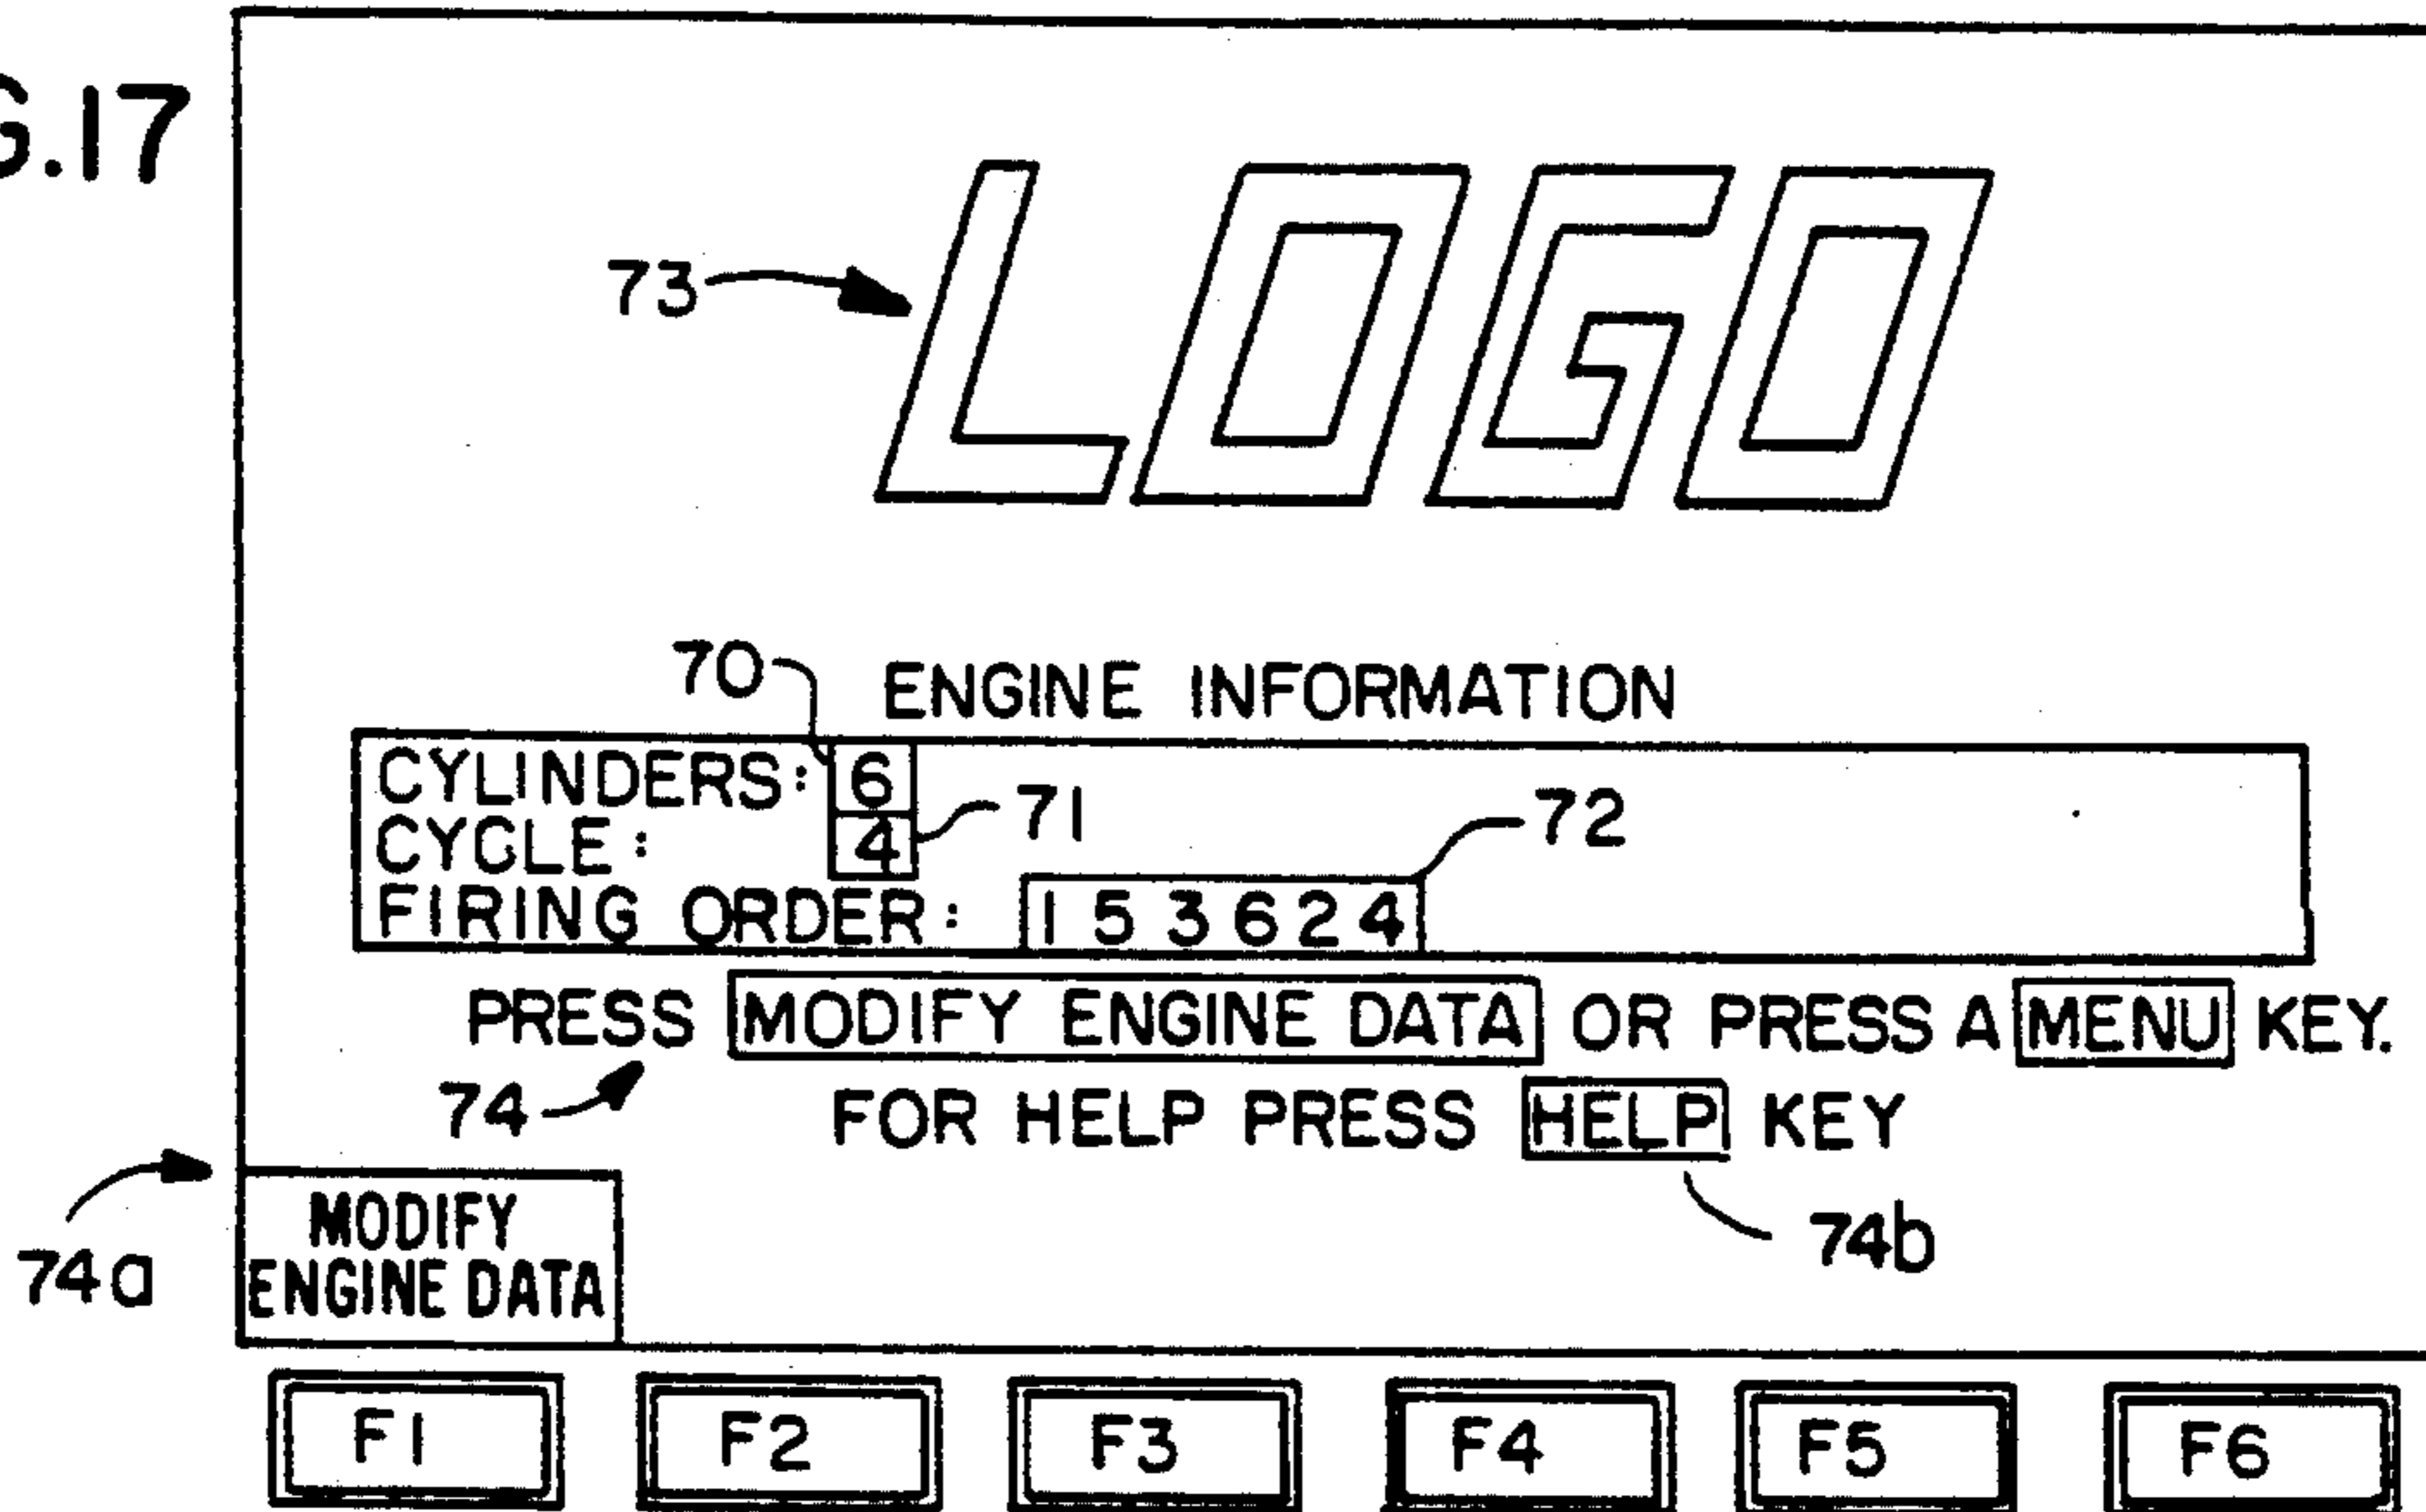 G.17
LOGO
73
70
ENGINE INFORMATION
CYLINDERS: 6
71
CYCLE: 4
72
FIRING ORDER: 1 5 3 6 2 4
PRESS MODIFY ENGINE DATA OR PRESS A MENU KEY.
74
FOR HELP PRESS HELP KEY
74a
MODIFY
ENGINE DATA
74b
F1 F2 F3 F4 F5 F6